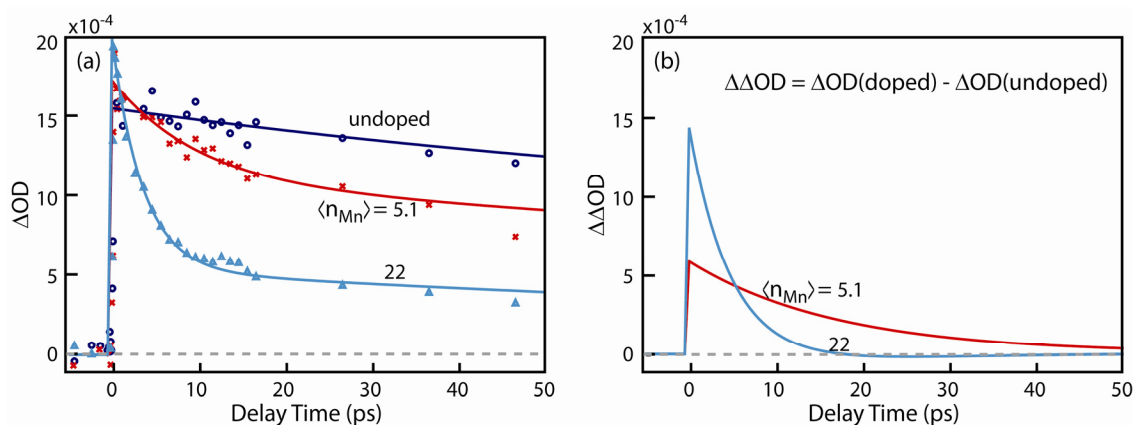 x10⁻⁴
20
(a)
15
10
5
0
ΔOD
undoped
⟨nMn⟩ = 5.1
22
0
10
20
30
40
50
Delay Time (ps)
x10⁻⁴
20
(b)
ΔΔOD = ΔOD(doped) - ΔOD(undoped)
15
10
5
0
ΔΔOD
⟨nMn⟩ = 5.1
22
0
10
20
30
40
50
Delay Time (ps)